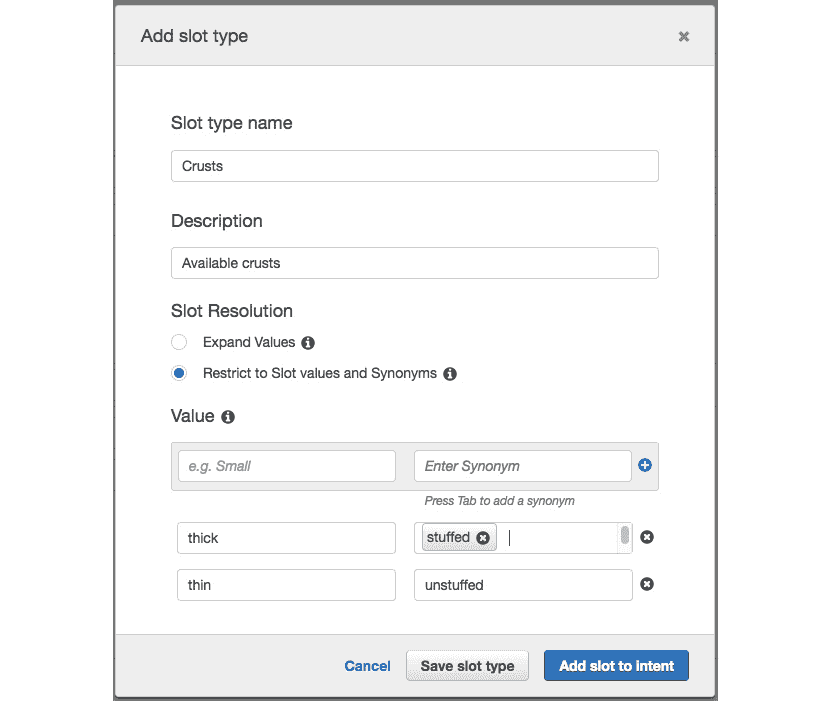 Add slot type
Slot type name
Crusts
Description
Available crusts
Slot Resolution
Expand Values
Restrict to Slot values and Synonyms
Value
e.g. Small Enter Synonym
Press Tab to add a synonym
thick stuffed
thin unstuffed
Cancel Save slot type Add slot to intent